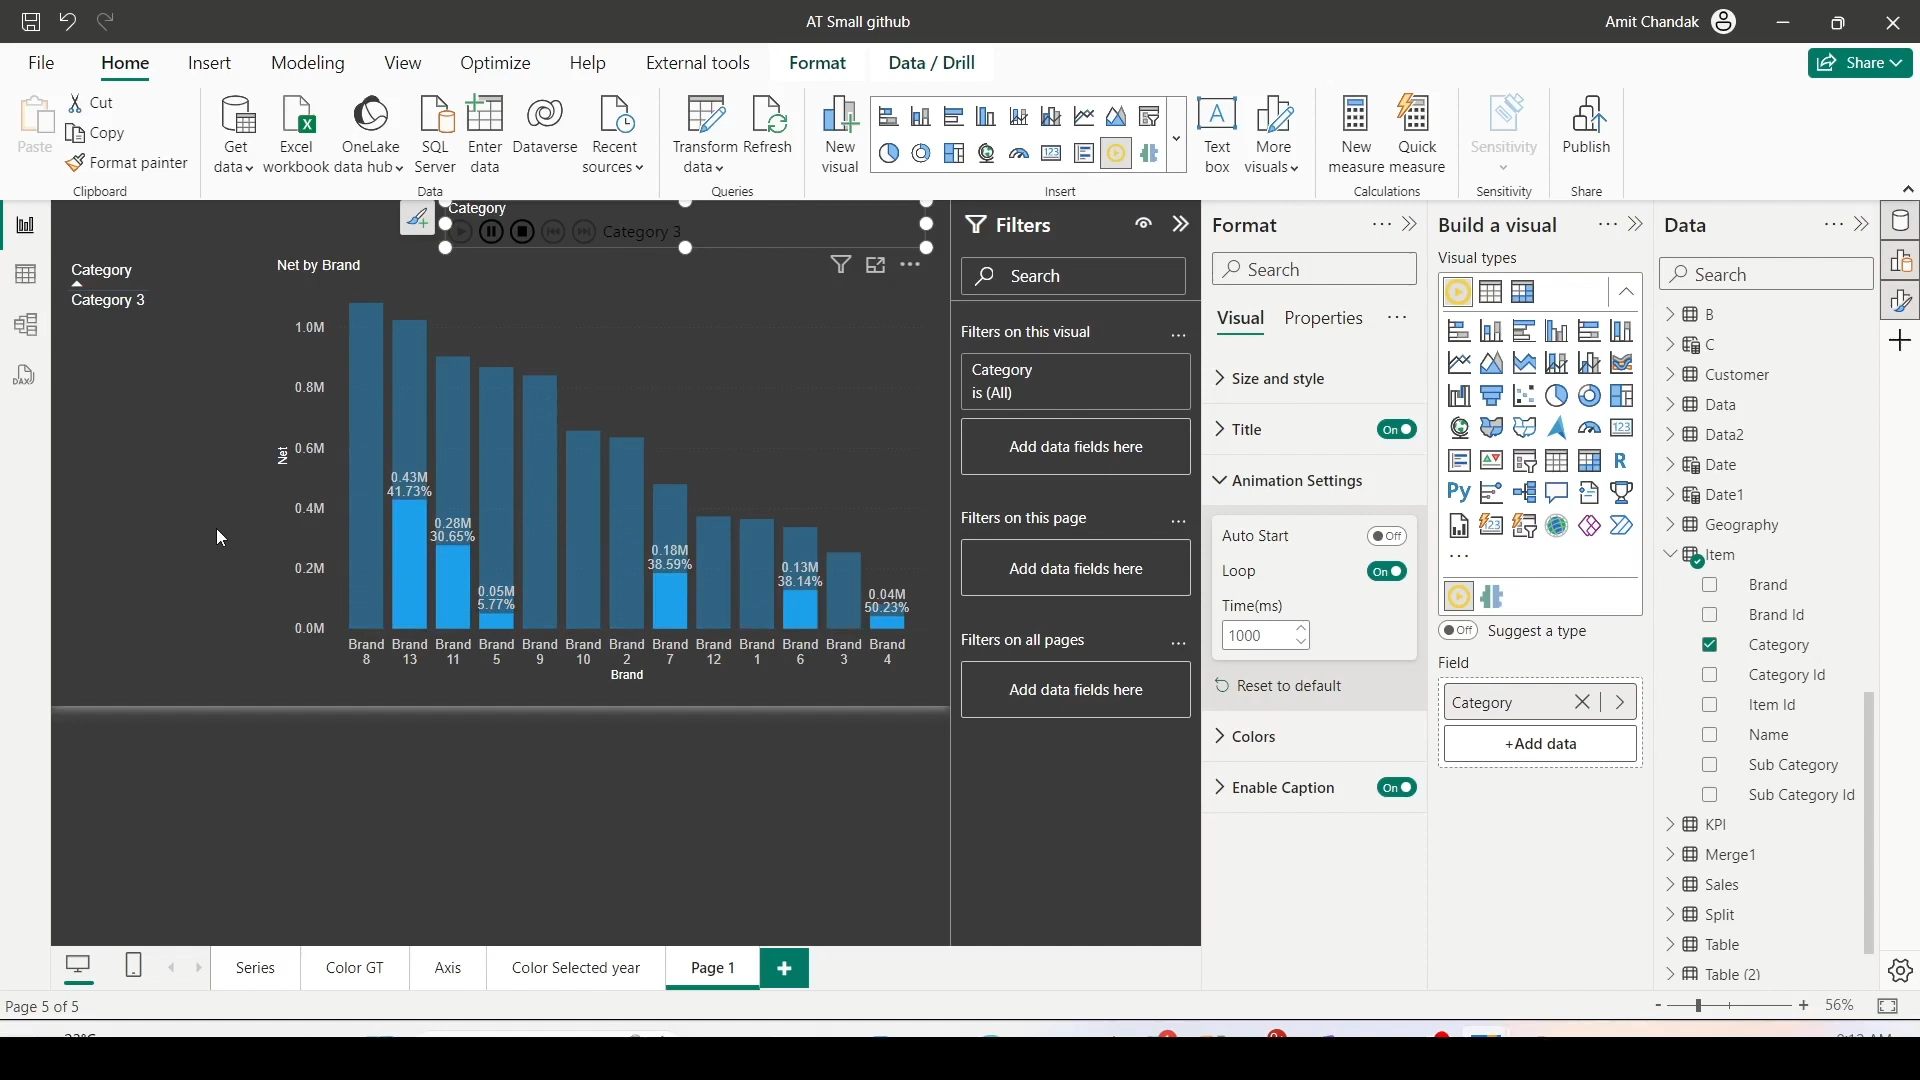 AT Small github
Amit Chandak
File
Home
Insert
Modeling
View
Optimize
Help
External tools
Format
Data / Drill
Share
Paste
Cut
Copy
Format painter
Clipboard
Get
data
Excel
workbook
OneLake
data hub
SQL
Server
Enter
data
Dataverse
Recent
sources
Data
Transform
data
Refresh
Queries
New
visual
Text
box
More
visuals
Insert
New
measure
Quick
measure
Calculations
Sensitivity
Sensitivity
Publish
Share
Category
Category 3
Category
Category 3
Net by Brand
1.0M
0.8M
0.6M
0.4M
0.2M
0.0M
Net
0.43M
41.73%
0.28M
30.65%
0.05M
5.77%
0.18M
38.59%
0.13M
38.14%
0.04M
50.23%
Brand Brand Brand Brand Brand Brand Brand Brand Brand Brand Brand Brand Brand
8 13 11 5 9 10 2 7 12 1 6 3 4
Brand
Filters
Search
Filters on this visual
Category
is (All)
Add data fields here
Filters on this page
Add data fields here
Filters on all pages
Add data fields here
Format
Search
Visual
Properties
Size and style
Title
On
Animation Settings
Auto Start
Off
Loop
On
Time(ms)
1000
Reset to default
Colors
Enable Caption
On
Build a visual
Visual types
123
R
Py
123
Off
Suggest a type
Field
Category
+Add data
Data
Search
B
C
Customer
Data
Data2
Date
Date1
Geography
Item
Brand
Brand Id
Category
Category Id
Item Id
Name
Sub Category
Sub Category Id
KPI
Merge1
Sales
Split
Table
Table (2)
DAX
Series
Color GT
Axis
Color Selected year
Page 1
Page 5 of 5
56%